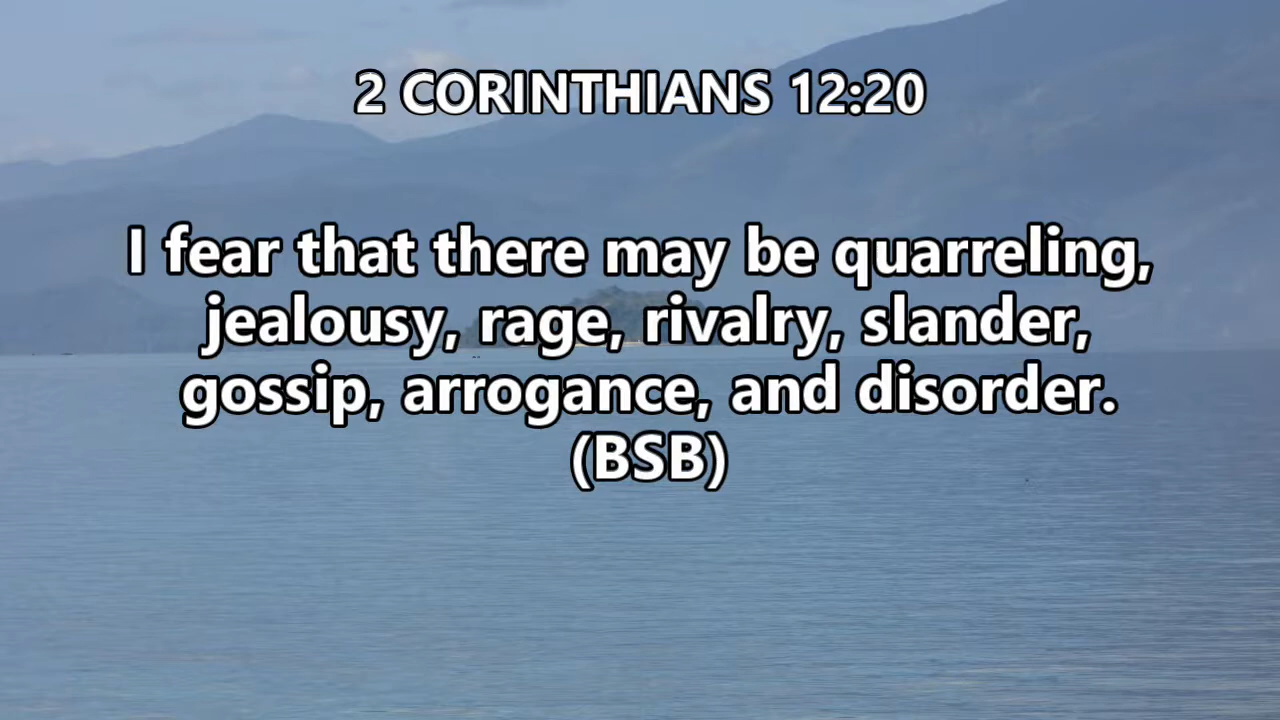 2 CORINTHIANS 12:20
I fear that there may be quarreling,
jealousy, rage, rivalry, slander,
gossip, arrogance, and disorder.
(BSB)